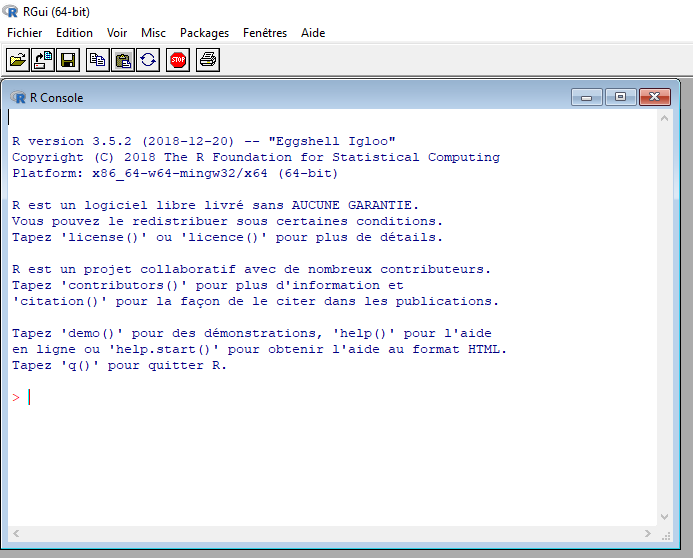 RGui (64-bit)
Fichier Edition Voir Misc Packages Fenêtres Aide
STOP
R Console
R version 3.5.2 (2018-12-20) -- "Eggshell Igloo"
Copyright (C) 2018 The R Foundation for Statistical Computing
Platform: x86_64-w64-mingw32/x64 (64-bit)
R est un logiciel libre livré sans AUCUNE GARANTIE.
Vous pouvez le redistribuer sous certaines conditions.
Tapez 'license()' ou 'licence()' pour plus de détails.
R est un projet collaboratif avec de nombreux contributeurs.
Tapez 'contributors()' pour plus d'information et
'citation()' pour la façon de le citer dans les publications.
Tapez 'demo()' pour des démonstrations, 'help()' pour l'aide
en ligne ou 'help.start()' pour obtenir l'aide au format HTML.
Tapez 'q()' pour quitter R.
>